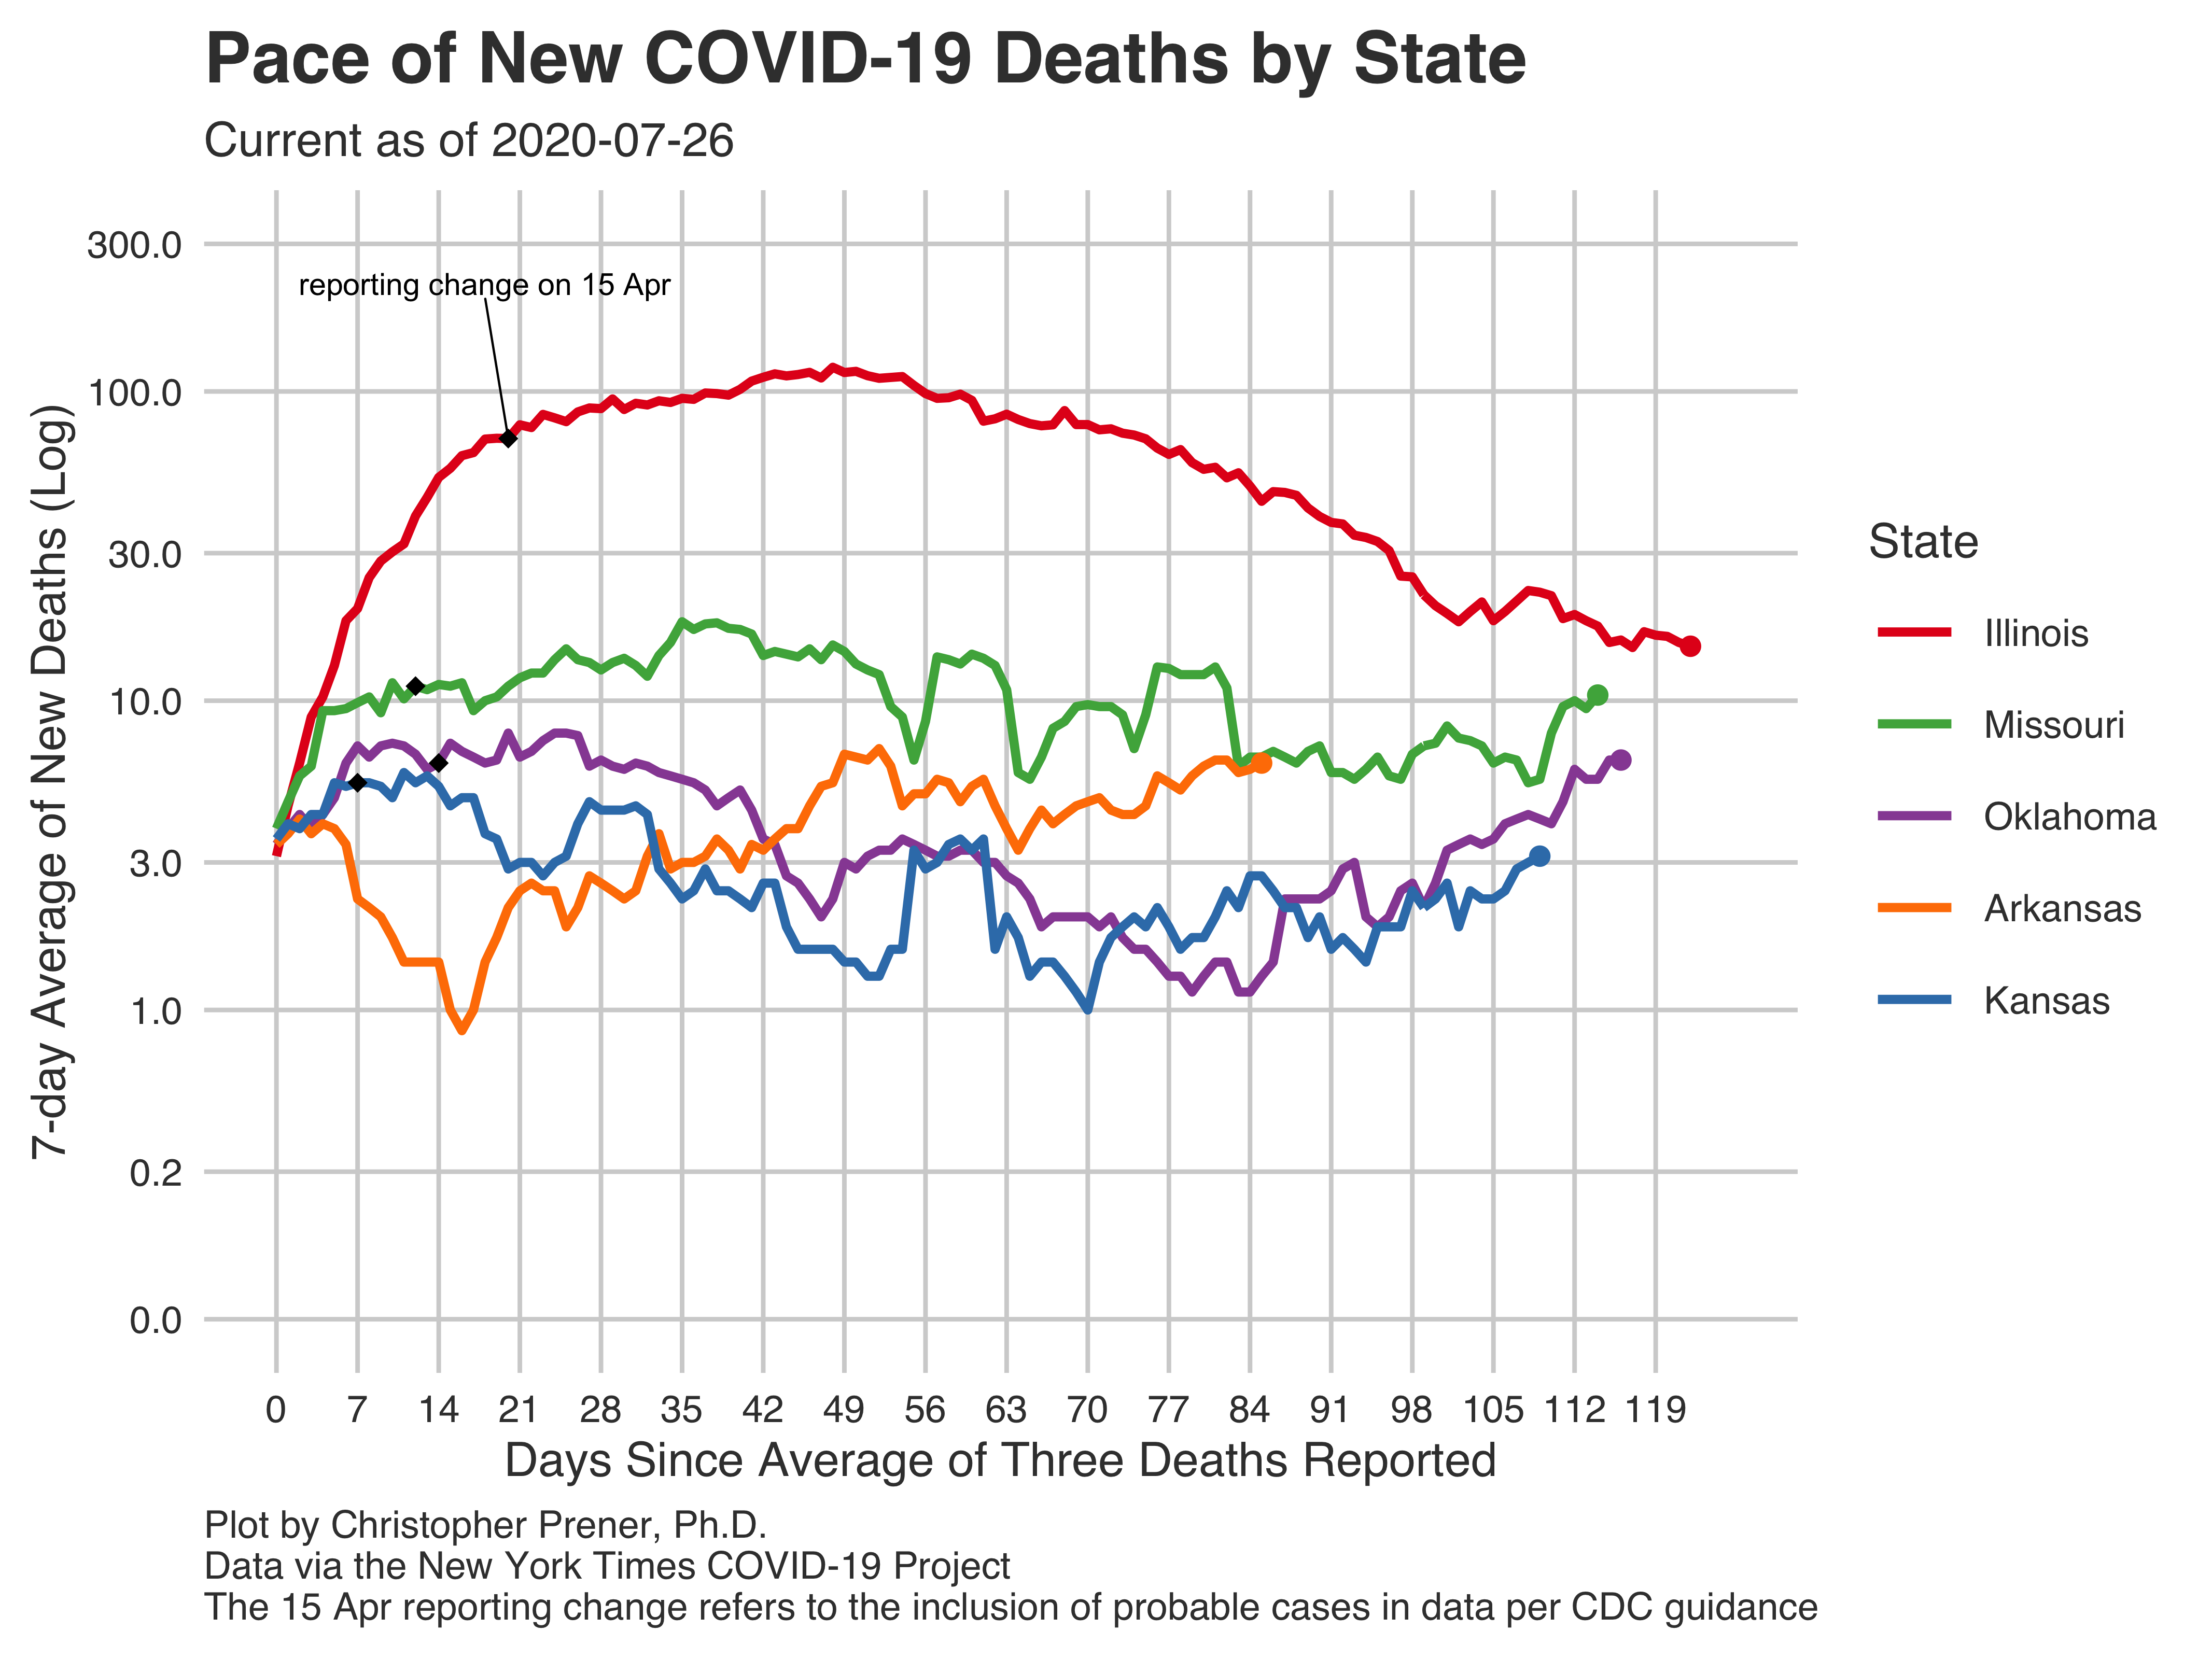 Pace of New COVID-19 Deaths by State
Current as of 2020-07-26
300.0
reporting change on 15 Apr
100.0
30.0
10.0
3.0
1.0
0.2
0.0
7-day Average of New Deaths (Log)
0 7 14 21 28 35 42 49 56 63 70 77 84 91 98 105 112 119
Days Since Average of Three Deaths Reported
State
Illinois
Missouri
Oklahoma
Arkansas
Kansas
Plot by Christopher Prener, Ph.D.
Data via the New York Times COVID-19 Project
The 15 Apr reporting change refers to the inclusion of probable cases in data per CDC guidance